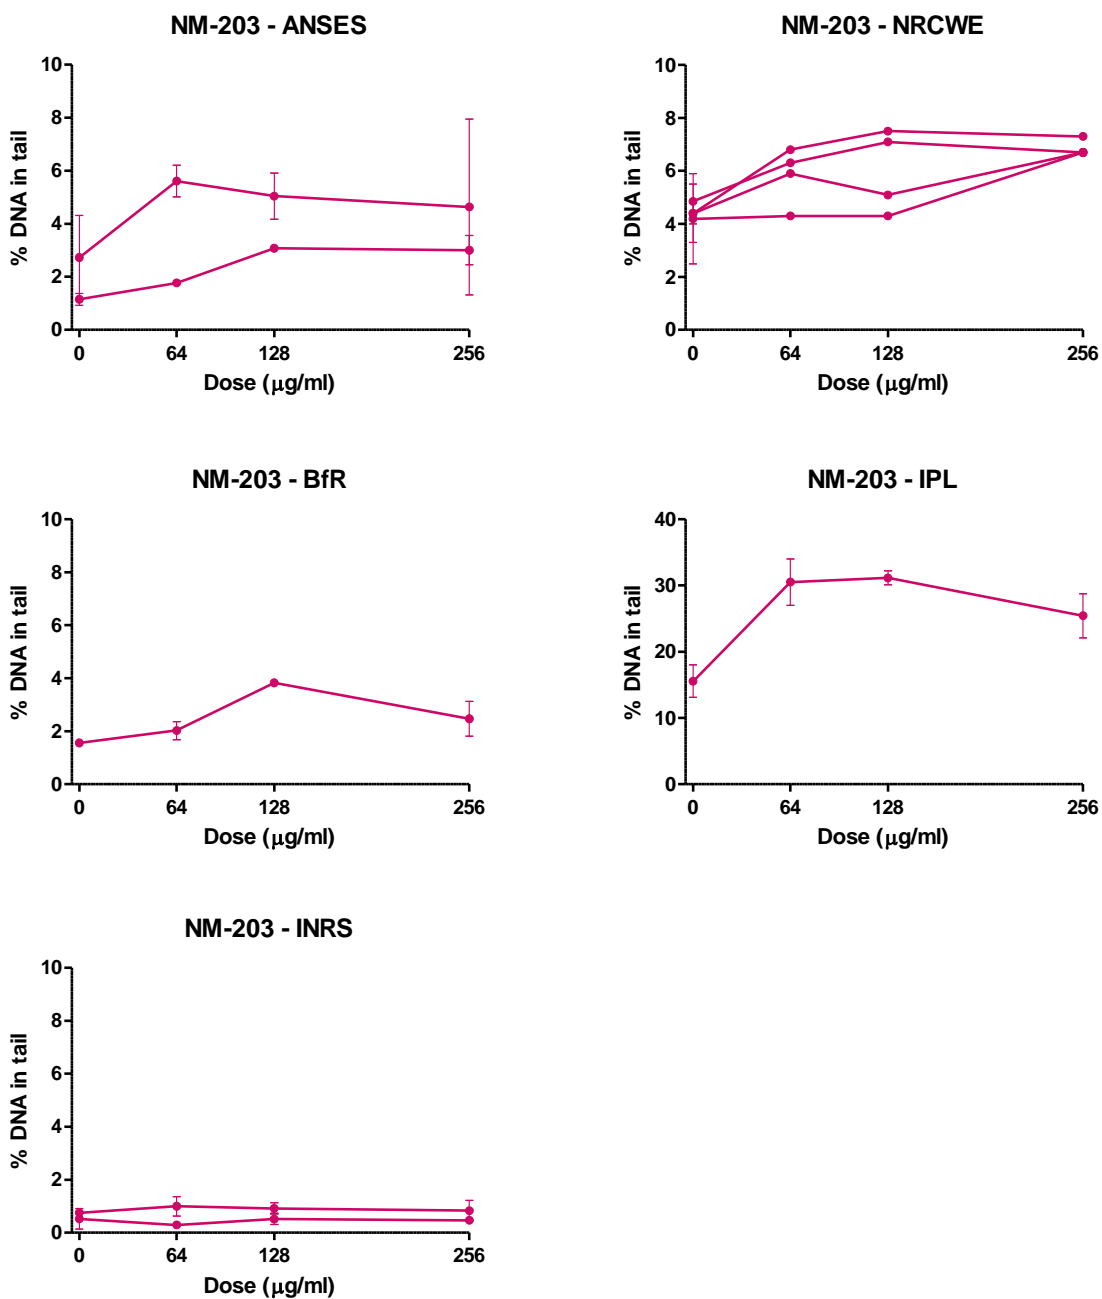 NM-203 - ANSES
% DNA in tail
10
8
6
4
2
0
0 64 128 256
Dose (μg/ml)
NM-203 - NRCWE
% DNA in tail
10
8
6
4
2
0
0 64 128 256
Dose (μg/ml)
NM-203 - BfR
% DNA in tail
10
8
6
4
2
0
0 64 128 256
Dose (μg/ml)
NM-203 - IPL
% DNA in tail
40
30
20
10
0
0 64 128 256
Dose (μg/ml)
NM-203 - INRS
% DNA in tail
10
8
6
4
2
0
0 64 128 256
Dose (μg/ml)